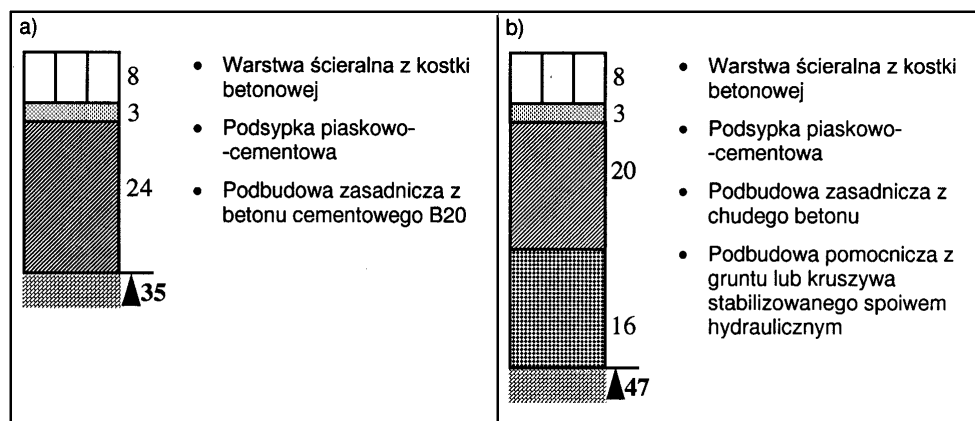 a)
8
3
24
35
• Warstwa ścieralna z kostki
betonowej
• Podsypka piaskowo-
-cementowa
• Podbudowa zasadnicza z
betonu cementowego B20
b)
8
3
20
16
47
• Warstwa ścieralna z kostki
betonowej
• Podsypka piaskowo-
-cementowa
• Podbudowa zasadnicza z
chudego betonu
• Podbudowa pomocnicza z
gruntu lub kruszywa
stabilizowanego spoiwem
hydraulicznym